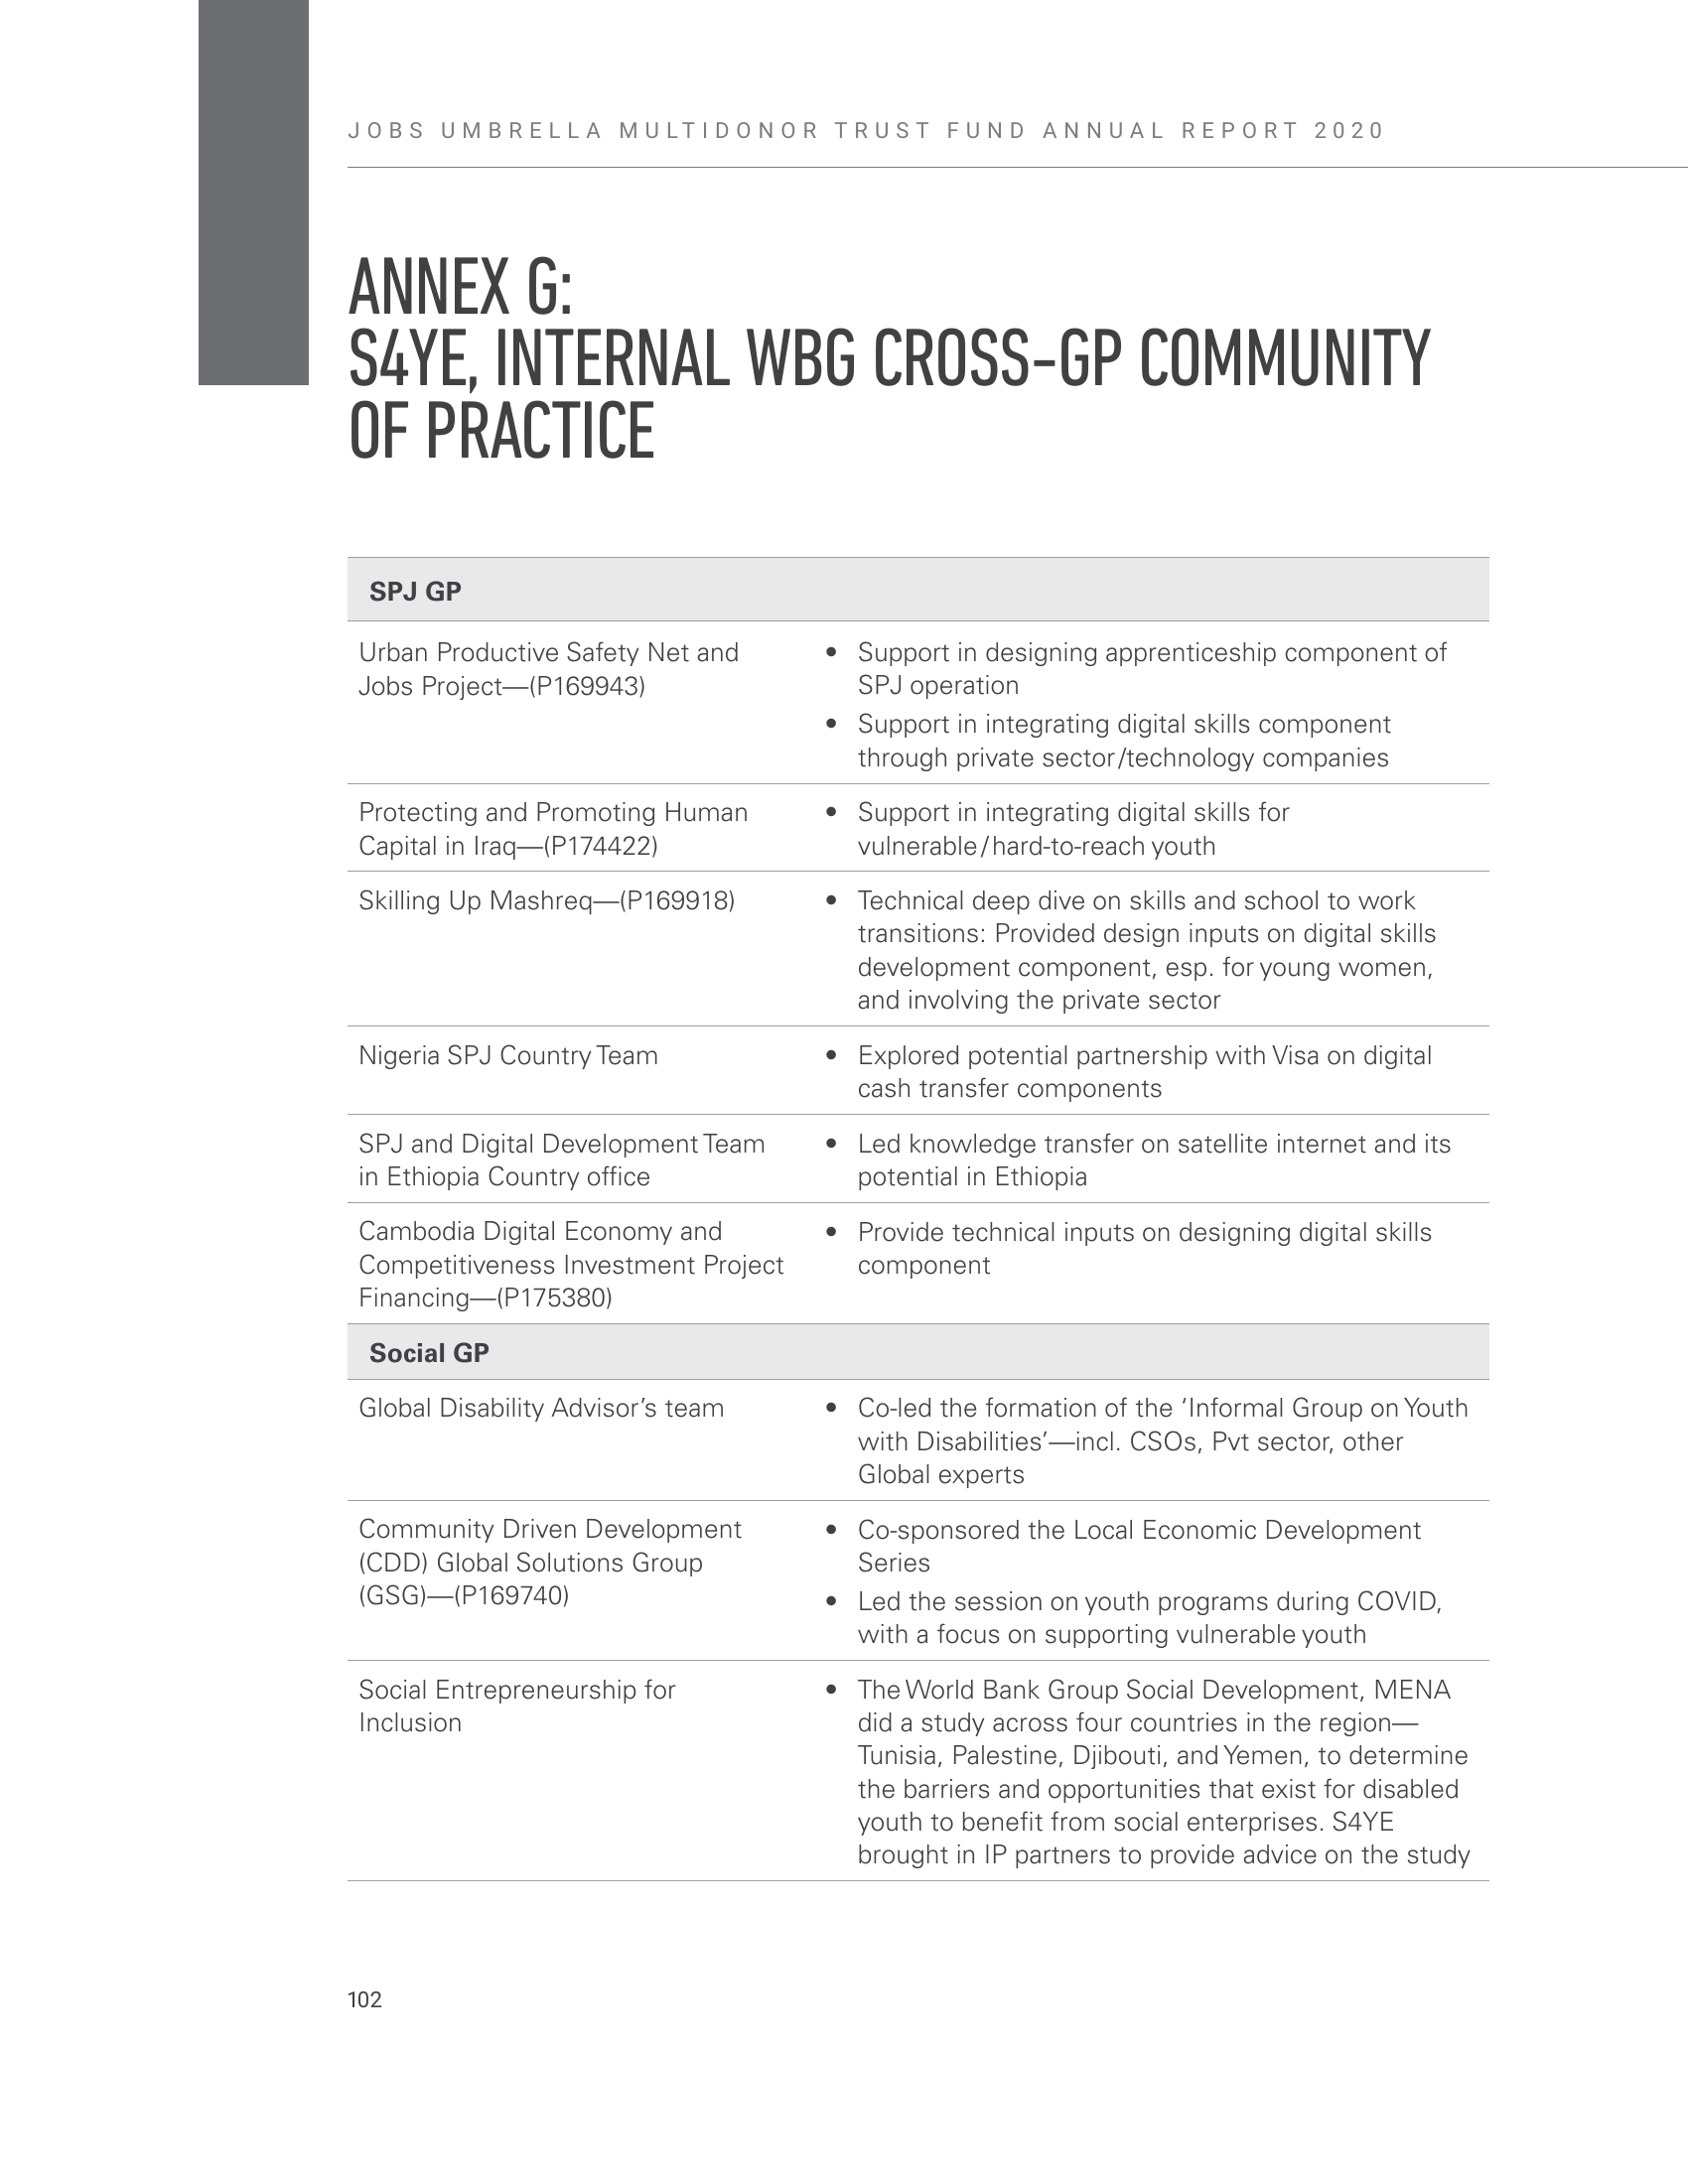 JOBS UMBRELLA MULTIDONOR TRUST FUND ANNUAL REPORT 2020
ANNEX G:
S4YE, INTERNAL WBG CROSS-GP COMMUNITY
OF PRACTICE
SPJ GP
Urban Productive Safety Net and
Jobs Project—(P169943)
• Support in designing apprenticeship component of
SPJ operation
• Support in integrating digital skills component
through private sector/technology companies
Protecting and Promoting Human
Capital in Iraq—(P174422)
• Support in integrating digital skills for
vulnerable/hard-to-reach youth
Skilling Up Mashreq—(P169918)
• Technical deep dive on skills and school to work
transitions: Provided design inputs on digital skills
development component, esp. for young women,
and involving the private sector
Nigeria SPJ Country Team
• Explored potential partnership with Visa on digital
cash transfer components
SPJ and Digital Development Team
in Ethiopia Country office
• Led knowledge transfer on satellite internet and its
potential in Ethiopia
Cambodia Digital Economy and
Competitiveness Investment Project
Financing—(P175380)
• Provide technical inputs on designing digital skills
component
Social GP
Global Disability Advisor’s team
• Co-led the formation of the ‘Informal Group on Youth
with Disabilities’—incl. CSOs, Pvt sector, other
Global experts
Community Driven Development
(CDD) Global Solutions Group
(GSG)—(P169740)
• Co-sponsored the Local Economic Development
Series
• Led the session on youth programs during COVID,
with a focus on supporting vulnerable youth
Social Entrepreneurship for
Inclusion
• The World Bank Group Social Development, MENA
did a study across four countries in the region—
Tunisia, Palestine, Djibouti, and Yemen, to determine
the barriers and opportunities that exist for disabled
youth to benefit from social enterprises. S4YE
brought in IP partners to provide advice on the study
102